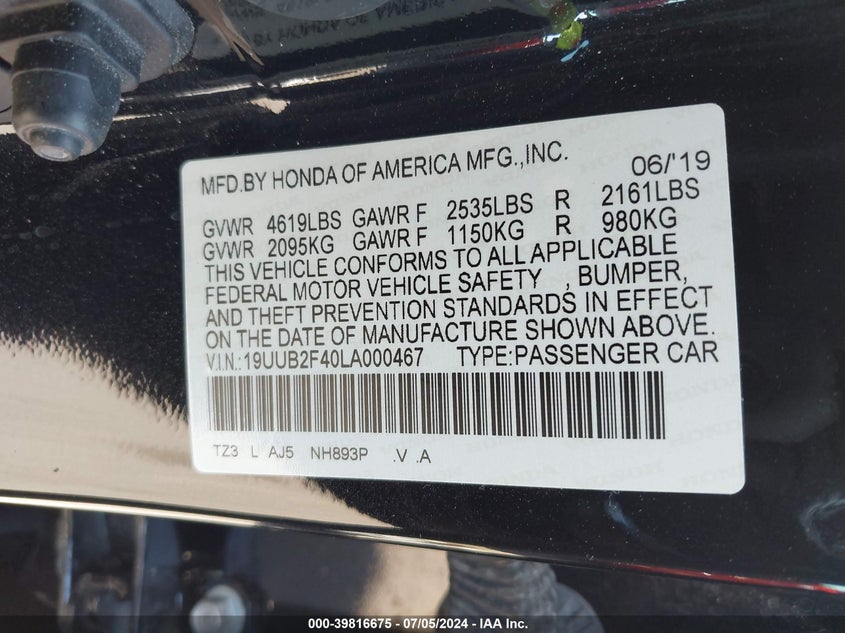 MFD.BY HONDA OF AMERICA MFG.,INC. 06/'19
GVWR 4619LBS GAWR F 2535LBS R 2161LBS
GVWR 2095KG GAWR F 1150KG R 980KG
THIS VEHICLE CONFORMS TO ALL APPLICABLE
FEDERAL MOTOR VEHICLE SAFETY , BUMPER,
AND THEFT PREVENTION STANDARDS IN EFFECT
ON THE DATE OF MANUFACTURE SHOWN ABOVE.
V.I.N.:19UUB2F40LA000467 TYPE:PASSENGER CAR
TZ3 L AJ5 NH893P .V .A
000-39816675 - 07/05/2024 - IAA Inc.